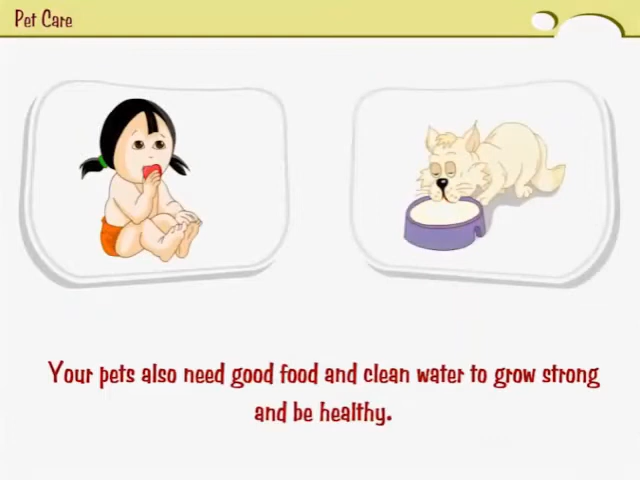 Pet Care
Your pets also need good food and clean water to grow strong
and be healthy.